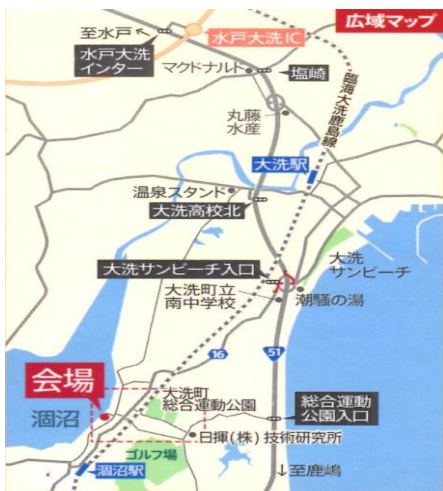 広域マップ
至水戸
水戸大洗IC
水戸大洗
インター
マクドナルド
塩崎
丸藤
水産
臨海大洗鹿島線
大洗駅
温泉スタンド
大洗高校北
大洗
サンビーチ
大洗サンビーチ入口
大洗町立
南中学校
潮騒の湯
16
51
会場
涸沼
大洗町
総合運動公園
総合運動
公園入口
日揮(株)技術研究所
ゴルフ場
涸沼駅
↓至鹿嶋